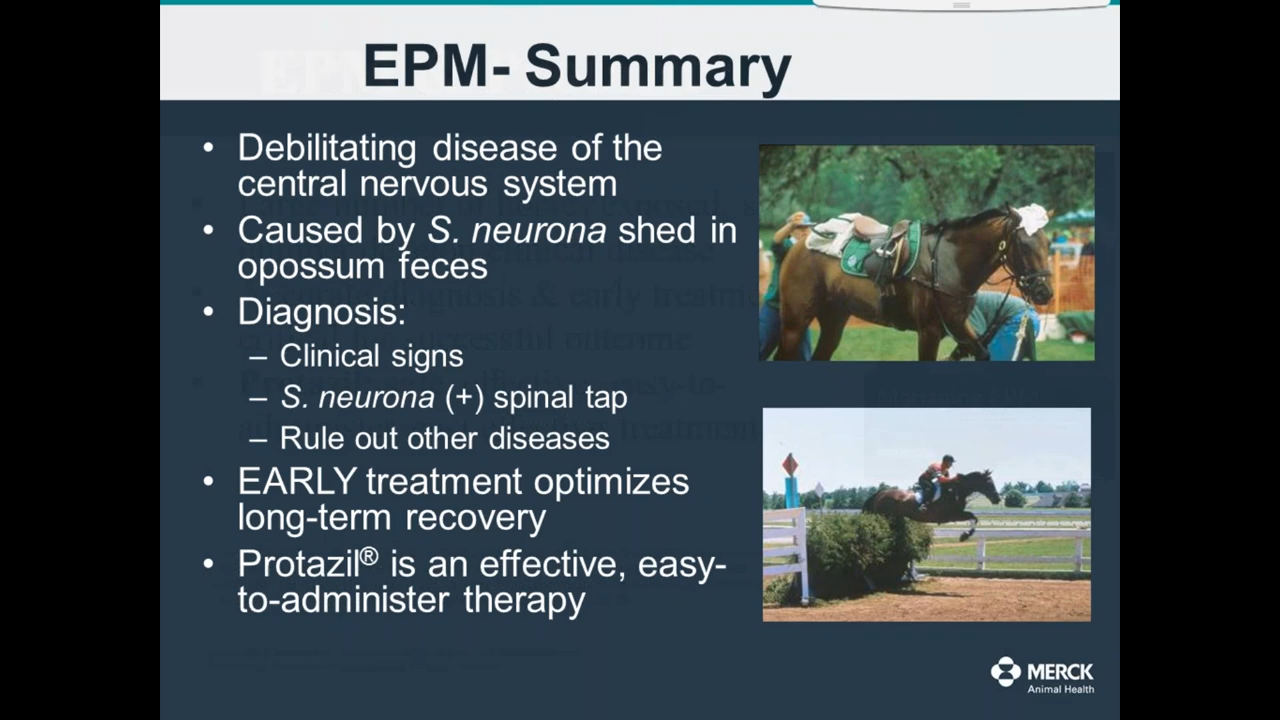 EPM- Summary
• Debilitating disease of the
central nervous system
• Caused by S. neurona shed in
opossum feces
• Diagnosis:
– Clinical signs
– S. neurona (+) spinal tap
– Rule out other diseases
• EARLY treatment optimizes
long-term recovery
• Protazil® is an effective, easy-
to-administer therapy
MERCK
Animal Health